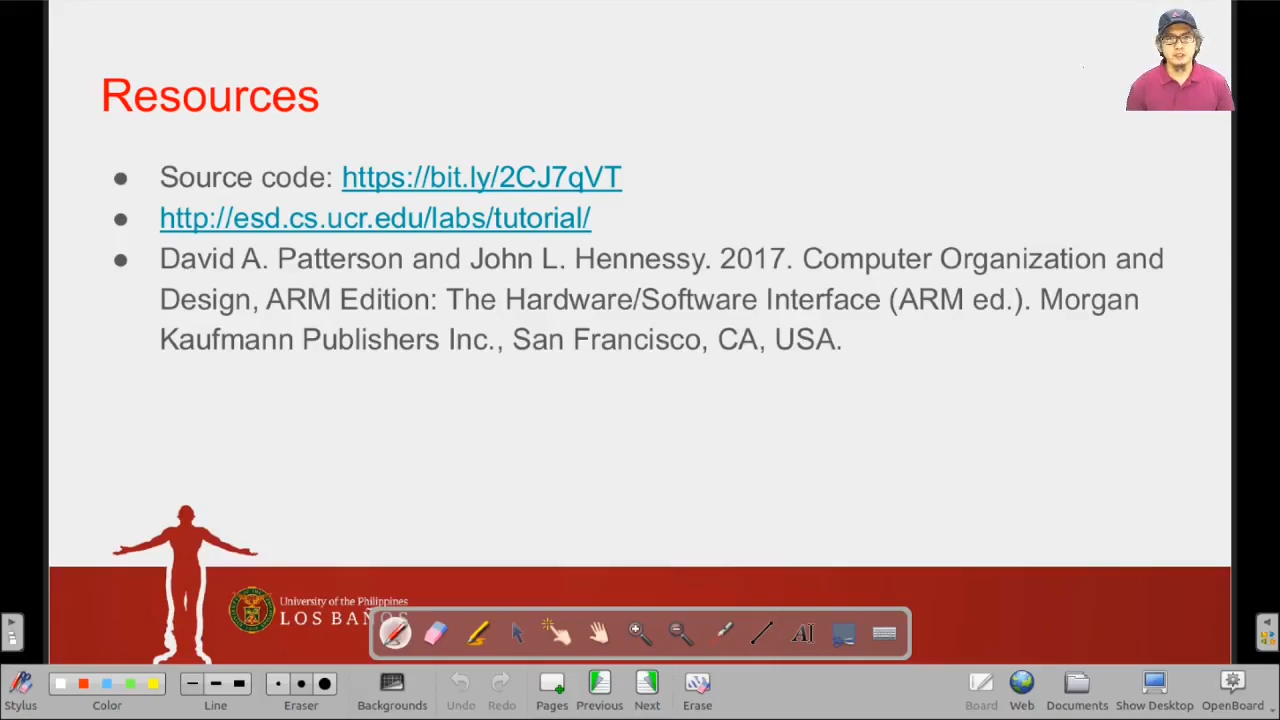 Resources
● Source code: https://bit.ly/2CJ7qVT
● http://esd.cs.ucr.edu/labs/tutorial/
● David A. Patterson and John L. Hennessy. 2017. Computer Organization and
Design, ARM Edition: The Hardware/Software Interface (ARM ed.). Morgan
Kaufmann Publishers Inc., San Francisco, CA, USA.
University of the Philippines
LOS BAÑOS
Stylus Color Line Eraser Backgrounds Undo Redo Pages Previous Next Erase Board Web Documents Show Desktop OpenBoard